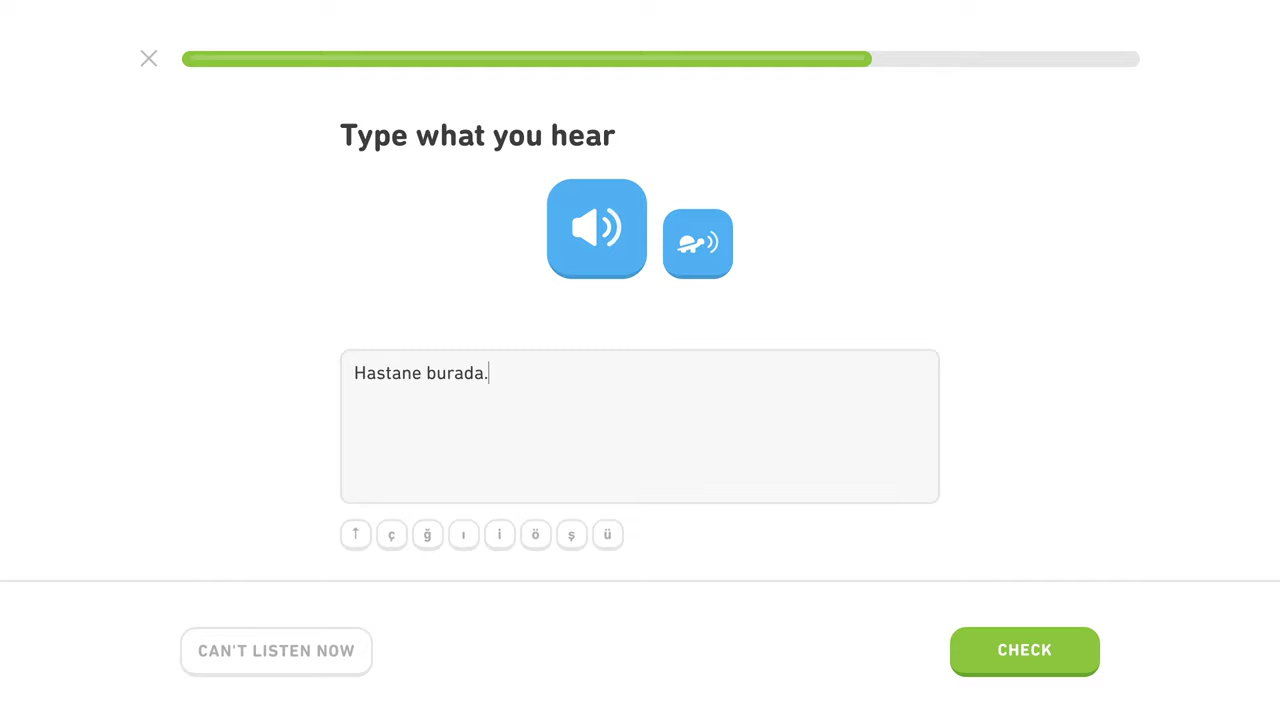 Type what you hear
Hastane burada.
↑ ç ğ ı i ö ş ü
CAN'T LISTEN NOW
CHECK